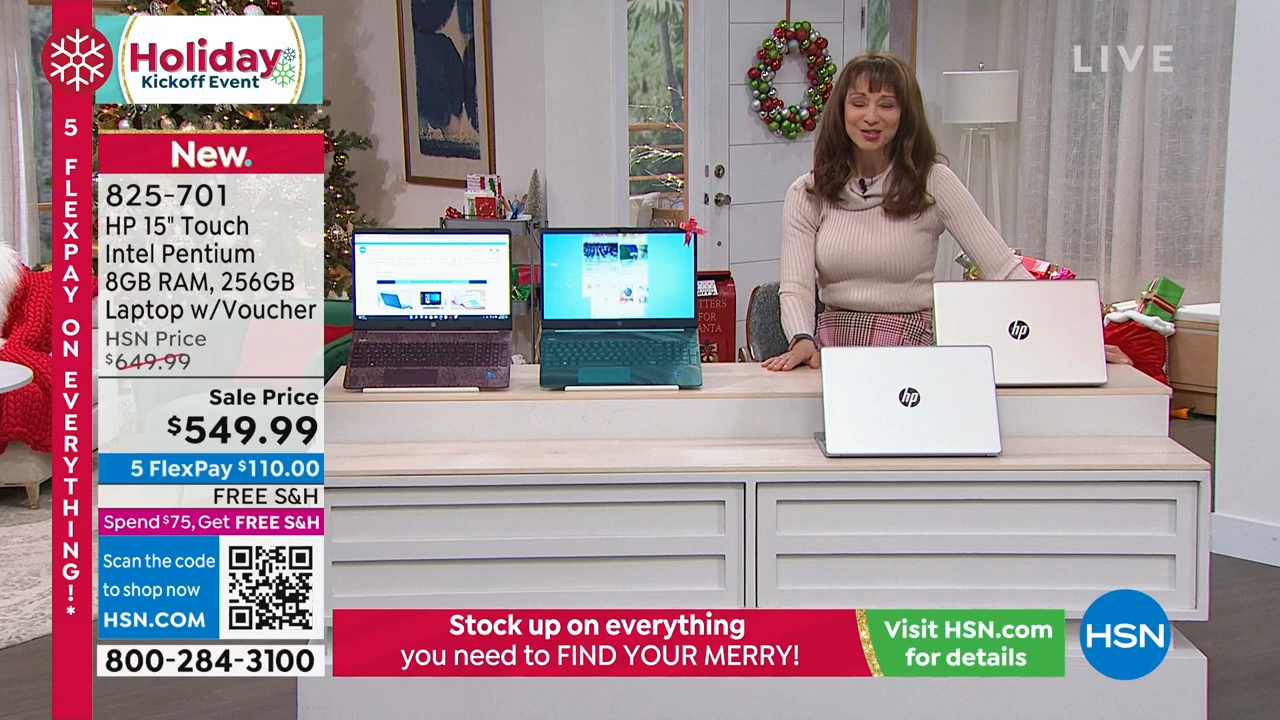 5 FLEXPAY ON EVERYTHING!*
Holiday
Kickoff Event
New.
825-701
HP 15" Touch
Intel Pentium
8GB RAM, 256GB
Laptop w/Voucher
HSN Price
$649.99
Sale Price
$549.99
5 FlexPay $110.00
FREE S&H
Spend $75, Get FREE S&H
Scan the code
to shop now
HSN.COM
800-284-3100
LIVE
LETTERS
FOR
SANTA
hp
hp
Stock up on everything
you need to FIND YOUR MERRY!
Visit HSN.com
for details
HSN